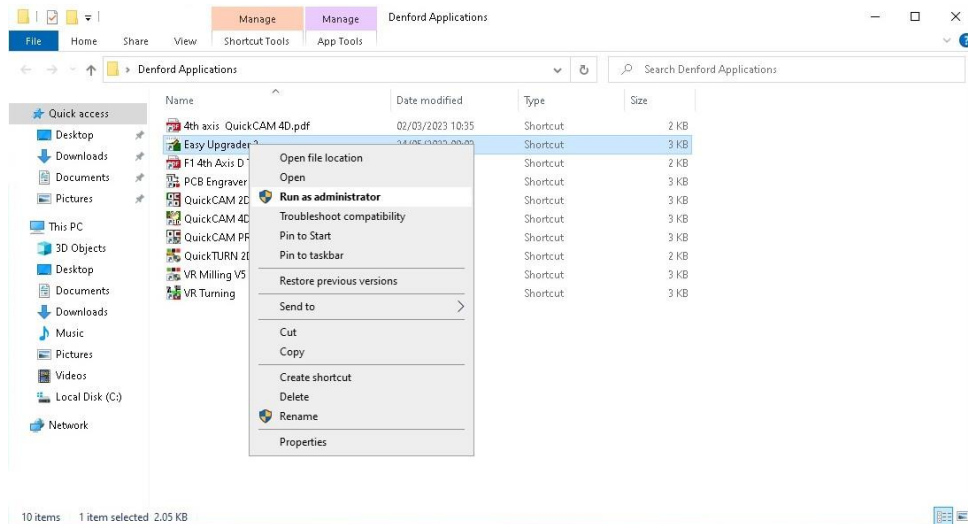 Manage Manage Denford Applications
File Home Share View Shortcut Tools App Tools
Denford Applications Search Denford Applications
Name Date modified Type Size
Quick access
Desktop
Downloads
Documents
Pictures
This PC
3D Objects
Desktop
Documents
Downloads
Music
Pictures
Videos
Local Disk (C:)
Network
4th axis QuickCAM 4D.pdf 02/03/2023 10:35 Shortcut 2 KB
Easy Upgrader Shortcut 3 KB
F1 4th Axis D Shortcut 2 KB
PCB Engraver Shortcut 3 KB
QuickCAM 2D Shortcut 3 KB
QuickCAM 4D Shortcut 3 KB
QuickCAM PR Shortcut 3 KB
QuickTURN 2D Shortcut 2 KB
VR Milling V5 Shortcut 3 KB
VR Turning Shortcut 3 KB
Open file location
Open
Run as administrator
Troubleshoot compatibility
Pin to Start
Pin to taskbar
Restore previous versions
Send to
Cut
Copy
Create shortcut
Delete
Rename
Properties
10 items 1 item selected 2.05 KB